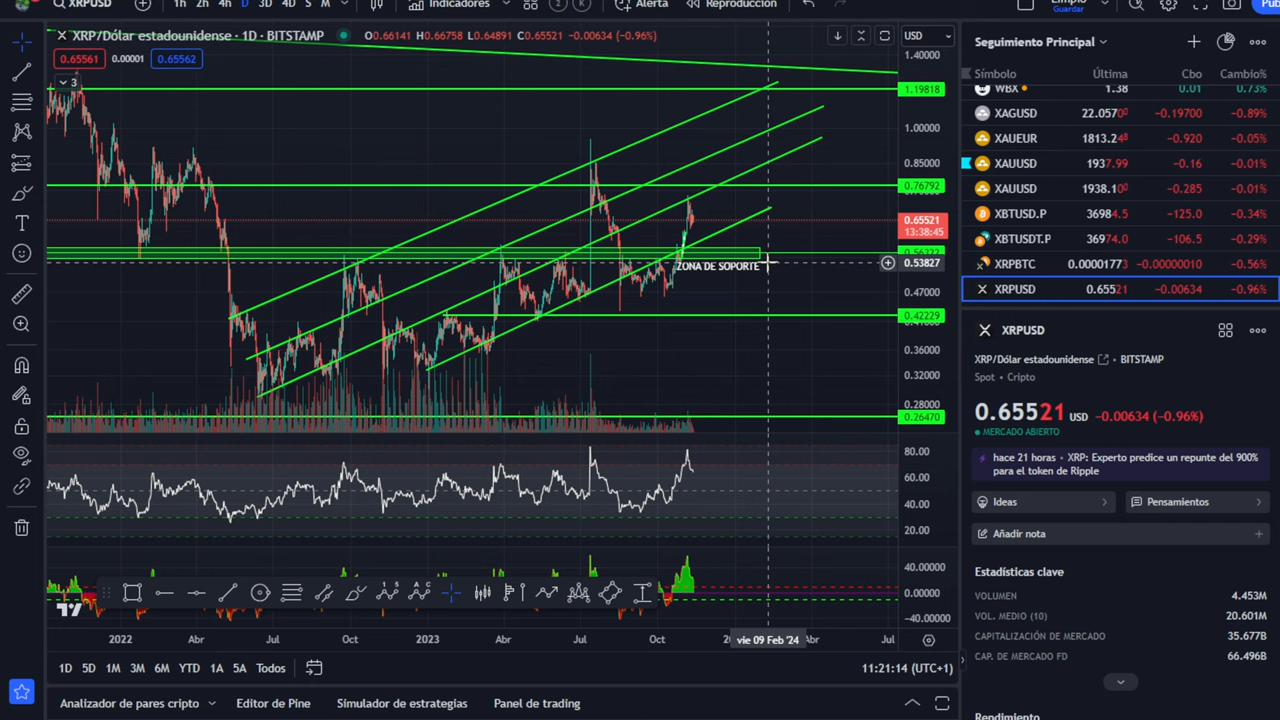 XRPUSD
1h 2h 4h D 3D 4D S M
Indicadores
Alerta
Reproducción
Limpio
Guardar
XRP/Dólar estadounidense · 1D · BITSTAMP
O0.66141 H0.66758 L0.64891 C0.65521 −0.00634 (−0.96%)
USD
0.65561
0.00001
0.65562
3
1.40000
1.19818
1.00000
0.85000
0.76792
0.65521
13:38:45
0.53827
0.47000
0.42229
0.36000
0.32000
0.28000
0.26470
ZONA DE SOPORTE
80.00
60.00
40.00
20.00
40.00000
0.00000
−40.00000
2022
Abr
Jul
Oct
2023
Abr
Jul
Oct
vie 09 Feb '24
Abr
Jul
1D 5D 1M 3M 6M YTD 1A 5A Todos
11:21:14 (UTC+1)
Analizador de pares cripto
Editor de Pine
Simulador de estrategias
Panel de trading
Seguimiento Principal
Símbolo Última Cbo Cambio%
WBX 1.38 0.01 0.73%
XAGUSD 22.0570 −0.19700 −0.89%
XAUEUR 1813.248 −0.920 −0.05%
XAUUSD 1937.99 −0.16 −0.01%
XAUUSD 1938.100 −0.285 −0.01%
XBTUSD.P 36984.5 −125.0 −0.34%
XBTUSDT.P 36974.0 −106.5 −0.29%
XRPBTC 0.00001773 −0.00000010 −0.56%
XRPUSD 0.65521 −0.00634 −0.96%
XRPUSD
XRP/Dólar estadounidense · BITSTAMP
Spot • Cripto
0.65521 USD −0.00634 (−0.96%)
MERCADO ABIERTO
hace 21 horas • XRP: Experto predice un repunte del 900%
para el token de Ripple
Ideas
Pensamientos
Añadir nota
Estadísticas clave
VOLUMEN 4.453M
VOL. MEDIO (10) 20.601M
CAPITALIZACIÓN DE MERCADO 35.677B
CAP. DE MERCADO FD 66.496B
Rendimiento